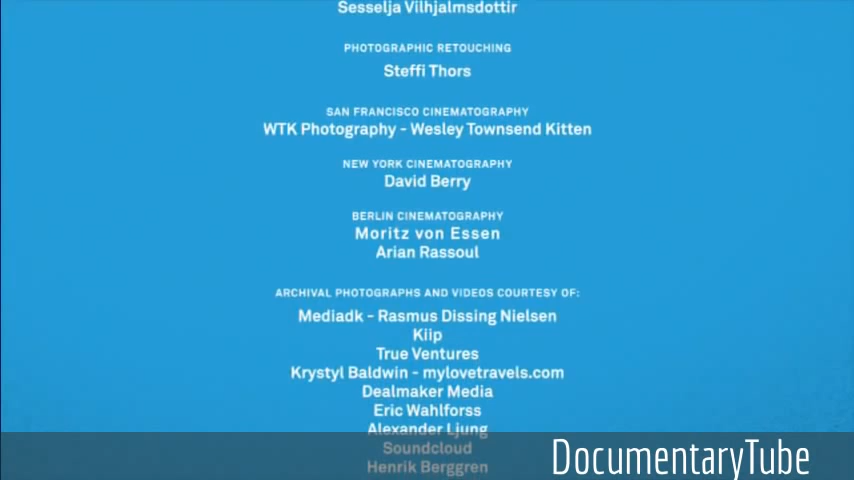 Sesselja Vilhjalmsdottir
PHOTOGRAPHIC RETOUCHING
Steffi Thors
SAN FRANCISCO CINEMATOGRAPHY
WTK Photography - Wesley Townsend Kitten
NEW YORK CINEMATOGRAPHY
David Berry
BERLIN CINEMATOGRAPHY
Moritz von Essen
Arian Rassoul
ARCHIVAL PHOTOGRAPHS AND VIDEOS COURTESY OF:
Mediadk - Rasmus Dissing Nielsen
Kiip
True Ventures
Krystyl Baldwin - mylovetravels.com
Dealmaker Media
Eric Wahlforss
Alexander Ljung
Soundcloud
Henrik Berggren
DocumentaryTube